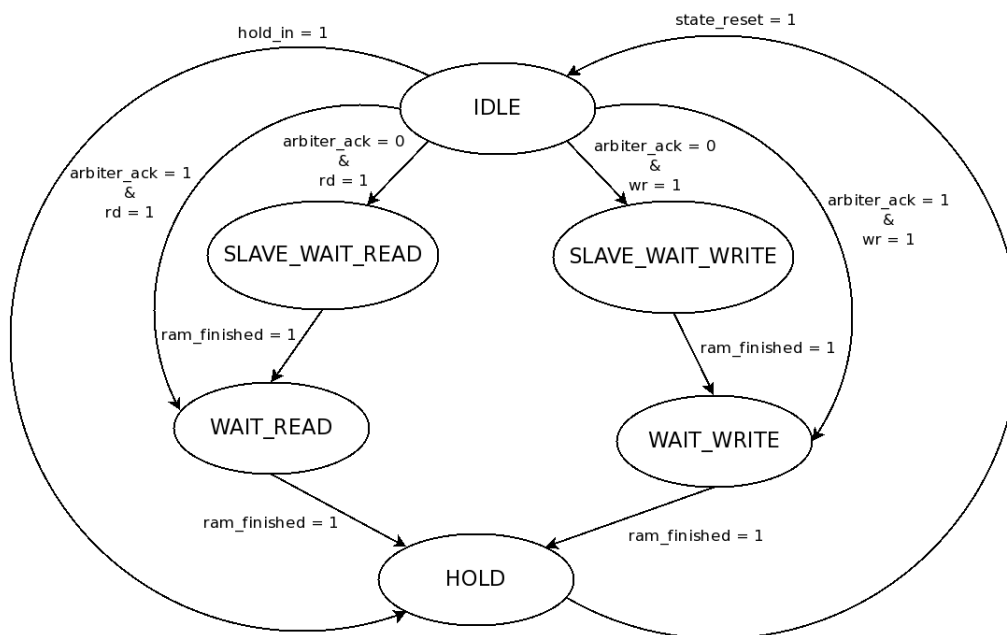 state_reset = 1
hold_in = 1
IDLE
arbiter_ack = 0
&
rd = 1
arbiter_ack = 0
&
wr = 1
arbiter_ack = 1
&
rd = 1
arbiter_ack = 1
&
wr = 1
SLAVE_WAIT_READ
SLAVE_WAIT_WRITE
ram_finished = 1
ram_finished = 1
WAIT_READ
WAIT_WRITE
ram_finished = 1
ram_finished = 1
HOLD